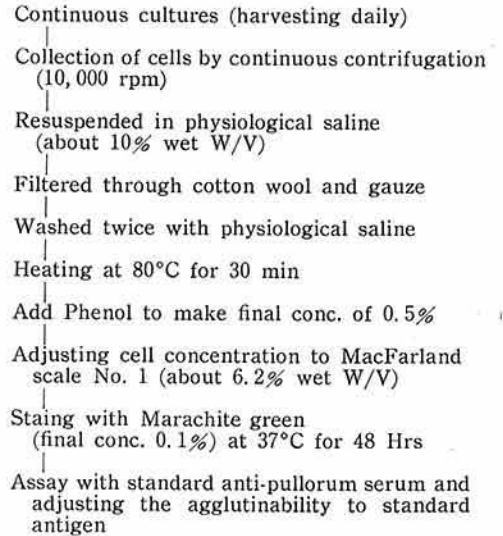 Continuous cultures (harvesting daily)
Collection of cells by continuous contrifugation
(10,000 rpm)
Resuspended in physiological saline
(about 10% wet W/V)
Filtered through cotton wool and gauze
Washed twice with physiological saline
Heating at 80°C for 30 min
Add Phenol to make final conc. of 0.5%
Adjusting cell concentration to MacFarland
scale No. 1 (about 6.2% wet W/V)
Staing with Marachite green
(final conc. 0.1%) at 37°C for 48 Hrs
Assay with standard anti-pullorum serum and
adjusting the agglutinability to standard
antigen